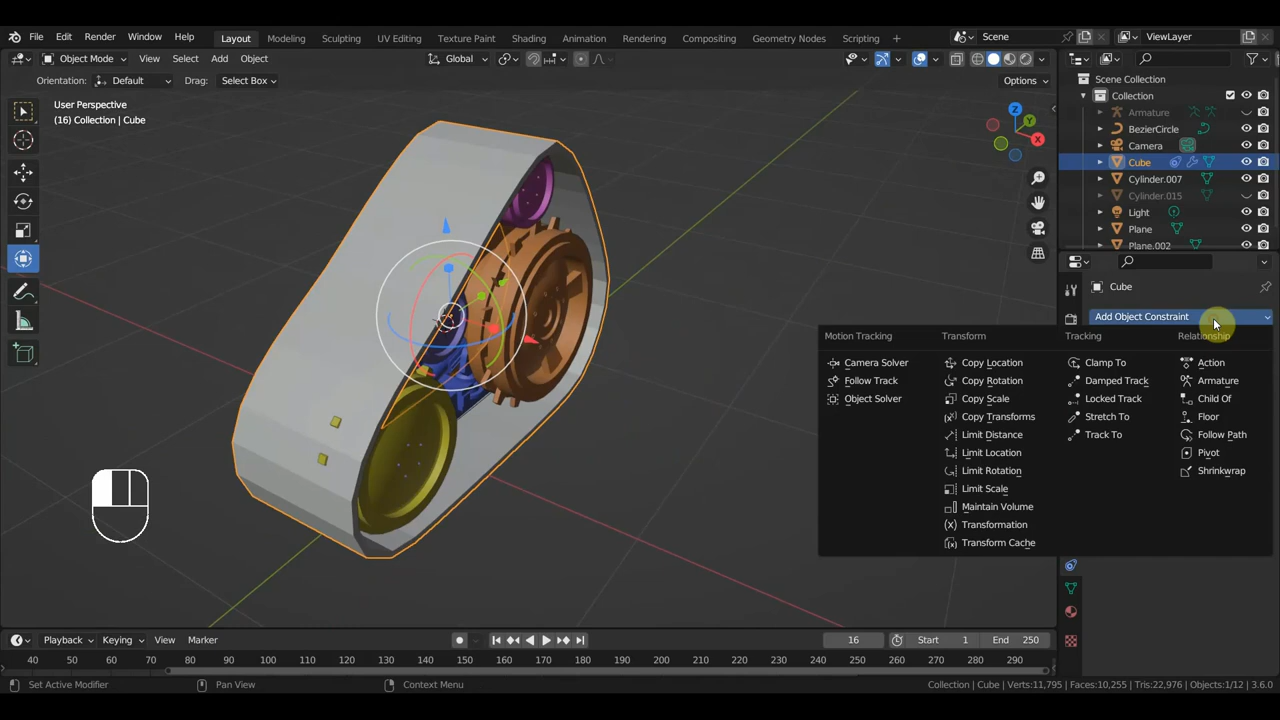 File Edit Render Window Help Layout Modeling Sculpting UV Editing Texture Paint Shading Animation Rendering Compositing Geometry Nodes Scripting + Scene ViewLayer
Object Mode View Select Add Object Global Options
Orientation: Default Drag: Select Box
User Perspective
(16) Collection | Cube
Z
Y
X
Scene Collection
Collection
Armature
BezierCircle
Camera
Cube
Cylinder.007
Cylinder.015
Light
Plane
Plane.002
Cube
Add Object Constraint
Motion Tracking Transform Tracking Relationship
Camera Solver Copy Location Clamp To Action
Follow Track Copy Rotation Damped Track Armature
Object Solver Copy Scale Locked Track Child Of
Copy Transforms Stretch To Floor
Limit Distance Track To Follow Path
Limit Location Pivot
Limit Rotation Shrinkwrap
Limit Scale
Maintain Volume
Transformation
Transform Cache
Playback Keying View Marker 16 Start 1 End 250
40 50 60 70 80 90 100 110 120 130 140 150 160 170 180 190 200 210 220 230 240 250 260 270 280 290
Set Active Modifier Pan View Context Menu Collection | Cube | Verts:11,795 | Faces:10,255 | Tris:22,976 | Objects:1/12 | 3.6.0